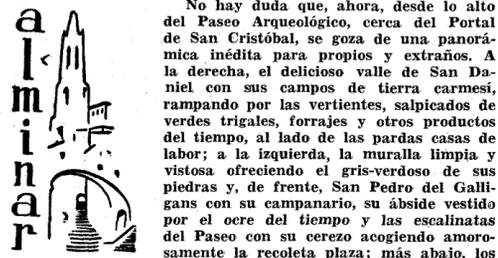 alminar
No hay duda que, ahora, desde lo alto
del Paseo Arqueológico, cerca del Portal
de San Cristóbal, se goza de una panorá-
mica inédita para propios y extraños. A
la derecha, el delicioso valle de San Da-
niel con sus campos de tierra carmesí,
rampando por las vertientes, salpicados de
verdes trigales, forrajes y otros productos
del tiempo, al lado de las pardas casas de
labor; a la izquierda, la muralla limpia y
vistosa ofreciendo el gris-verdoso de sus
piedras y, de frente, San Pedro del Galli-
gans con su campanario, su ábside vestido
por el ocre del tiempo y las escalinatas
del Paseo con su cerezo acogiendo amoro-
samente la recoleta plaza; más abajo, los